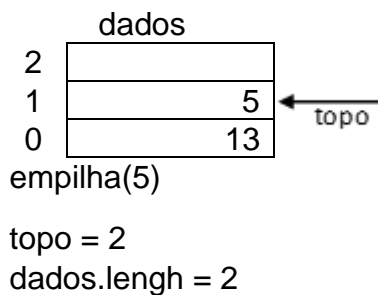 dados
2
1 5 topo
0 13
empilha(5)
topo = 2
dados.lengh = 2